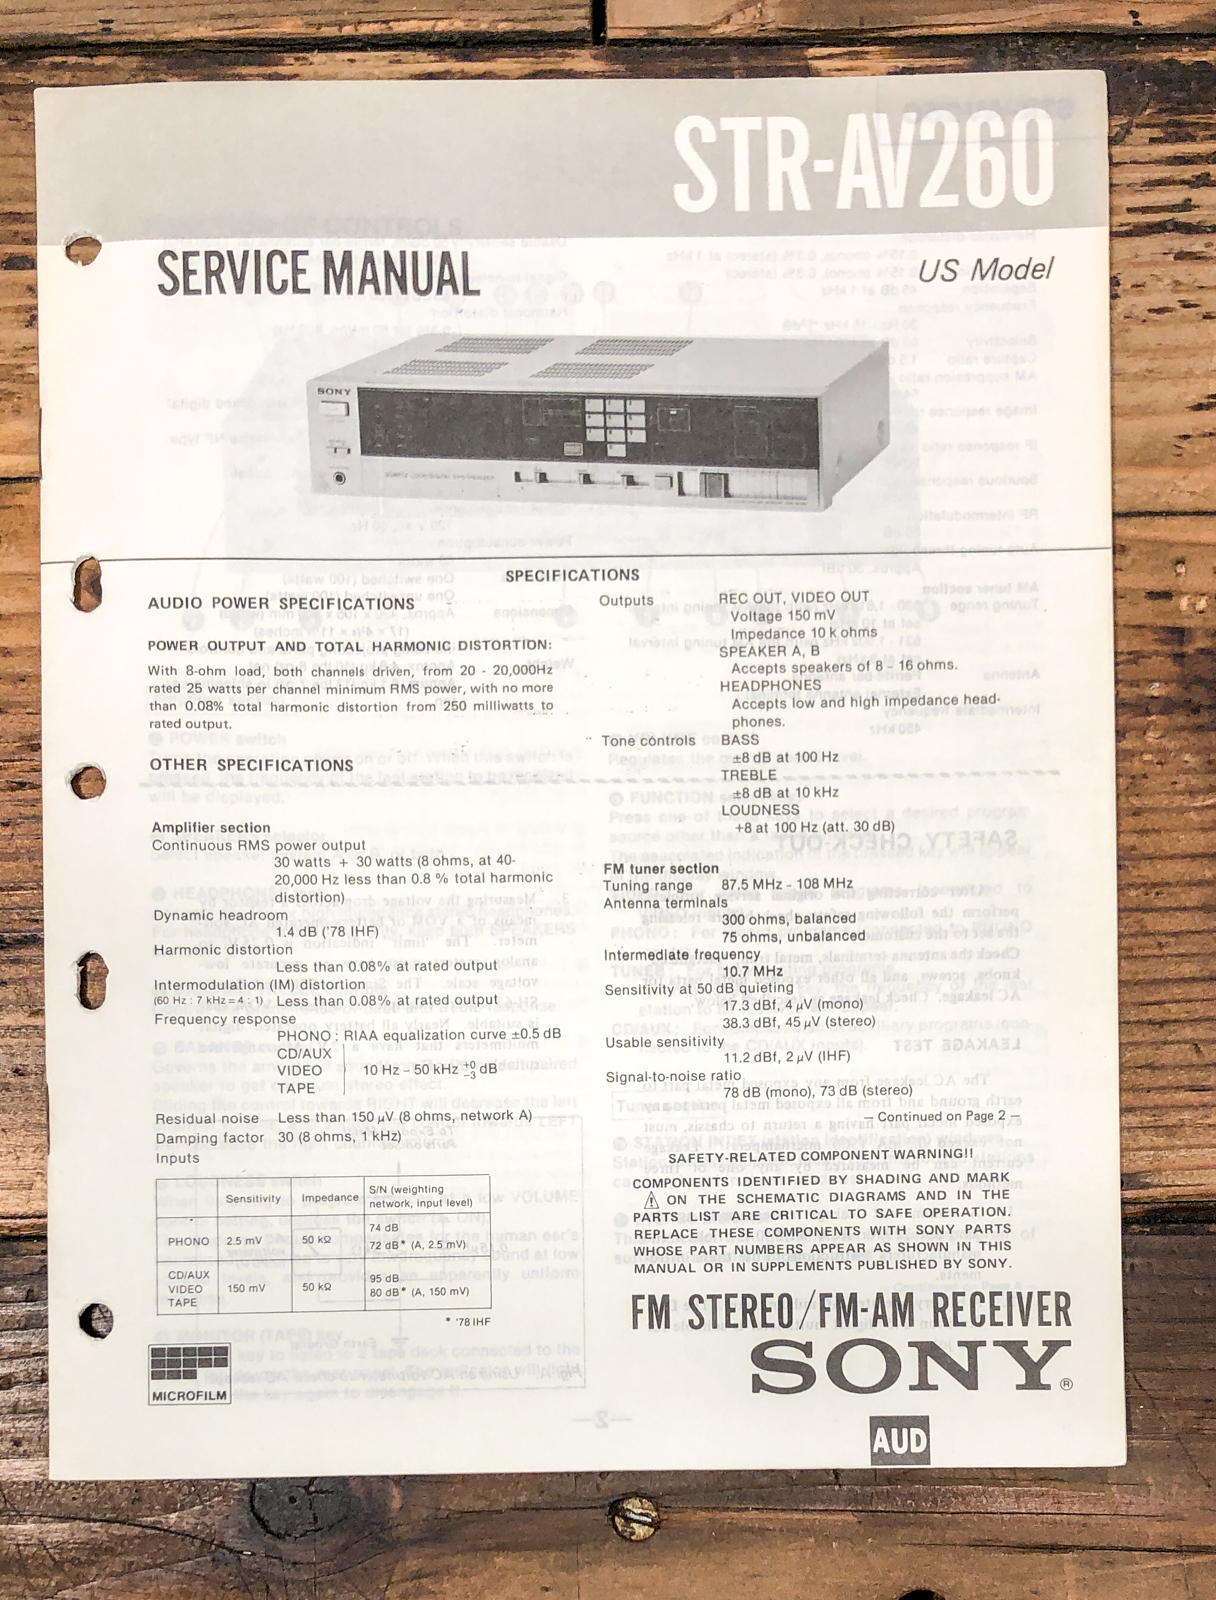 STR-AV260
SERVICE MANUAL
US Model
SONY
SPECIFICATIONS
AUDIO POWER SPECIFICATIONS
POWER OUTPUT AND TOTAL HARMONIC DISTORTION:
With 8-ohm load, both channels driven, from 20 - 20,000Hz
rated 25 watts per channel minimum RMS power, with no more
than 0.08% total harmonic distortion from 250 milliwatts to
rated output.
OTHER SPECIFICATIONS
Amplifier section
Continuous RMS power output
30 watts + 30 watts (8 ohms, at 40-
20,000 Hz less than 0.8 % total harmonic
distortion)
Dynamic headroom
1.4 dB ('78 IHF)
Harmonic distortion
Less than 0.08% at rated output
Intermodulation (IM) distortion
(60 Hz : 7 kHz = 4 : 1) Less than 0.08% at rated output
Frequency response
PHONO : RIAA equalization curve ±0.5 dB
CD/AUX
VIDEO 10 Hz - 50 kHz +0 -3 dB
TAPE
Residual noise Less than 150 µV (8 ohms, network A)
Damping factor 30 (8 ohms, 1 kHz)
Inputs
Sensitivity Impedance S/N (weighting network, input level)
PHONO 2.5 mV 50 kΩ 74 dB
72 dB* (A, 2.5 mV)
CD/AUX
VIDEO 150 mV 50 kΩ 95 dB
TAPE 80 dB* (A, 150 mV)
* '78 IHF
MICROFILM
Outputs REC OUT, VIDEO OUT
Voltage 150 mV
Impedance 10 k ohms
SPEAKER A, B
Accepts speakers of 8 - 16 ohms.
HEADPHONES
Accepts low and high impedance head-
phones.
Tone controls BASS
±8 dB at 100 Hz
TREBLE
±8 dB at 10 kHz
LOUDNESS
+8 at 100 Hz (att. 30 dB)
FM tuner section
Tuning range 87.5 MHz - 108 MHz
Antenna terminals
300 ohms, balanced
75 ohms, unbalanced
Intermediate frequency
10.7 MHz
Sensitivity at 50 dB quieting
17.3 dBf, 4 µV (mono)
38.3 dBf, 45 µV (stereo)
Usable sensitivity
11.2 dBf, 2 µV (IHF)
Signal-to-noise ratio
78 dB (mono), 73 dB (stereo)
— Continued on Page 2 —
SAFETY-RELATED COMPONENT WARNING!!
COMPONENTS IDENTIFIED BY SHADING AND MARK
⚠ ON THE SCHEMATIC DIAGRAMS AND IN THE
PARTS LIST ARE CRITICAL TO SAFE OPERATION.
REPLACE THESE COMPONENTS WITH SONY PARTS
WHOSE PART NUMBERS APPEAR AS SHOWN IN THIS
MANUAL OR IN SUPPLEMENTS PUBLISHED BY SONY.
FM STEREO/FM-AM RECEIVER
SONY®
AUD